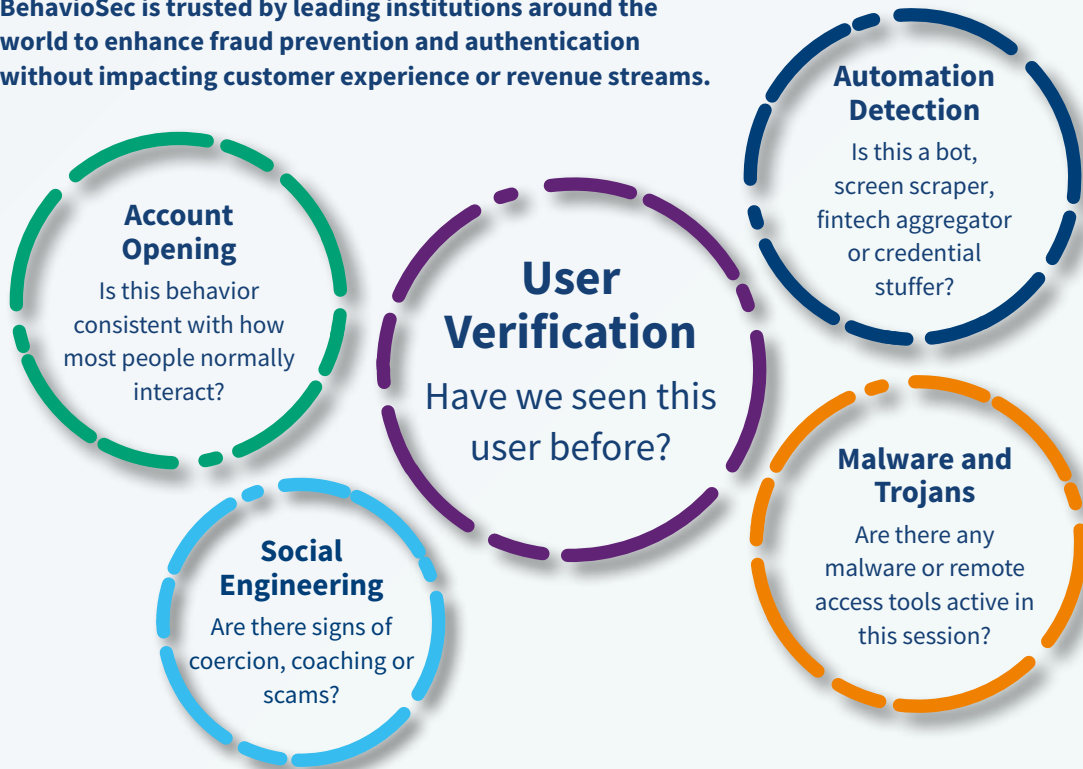 BehavioSec is trusted by leading institutions around the
world to enhance fraud prevention and authentication
without impacting customer experience or revenue streams.
Automation
Detection
Is this a bot,
screen scraper,
fintech aggregator
or credential
stuffer?
Account
Opening
Is this behavior
consistent with how
most people normally
interact?
User
Verification
Have we seen this
user before?
Malware and
Trojans
Are there any
malware or remote
access tools active in
this session?
Social
Engineering
Are there signs of
coercion, coaching or
scams?